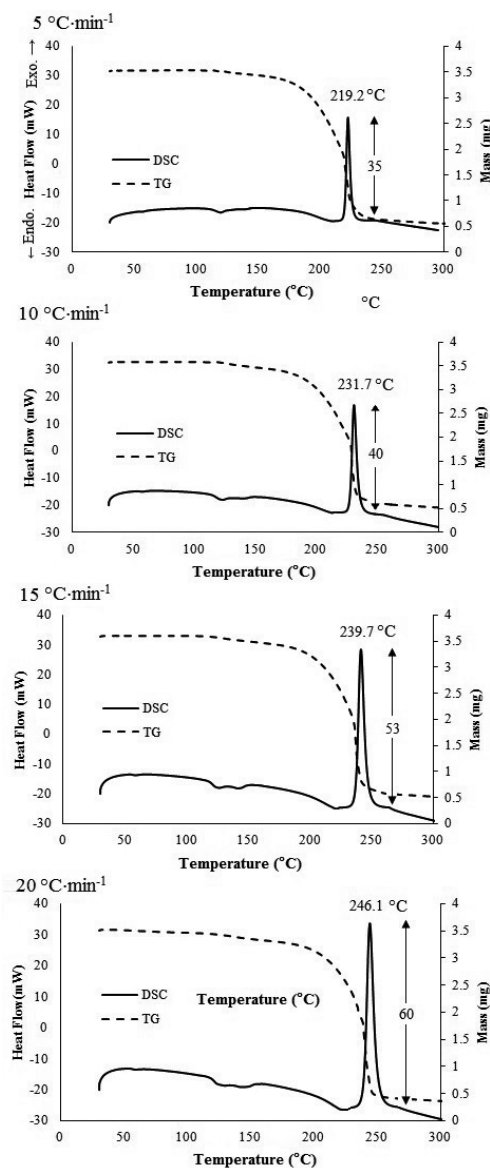 5 °C·min⁻¹
Exo. →
Heat Flow (mW)
← Endo.
40
30
20
10
0
-10
-20
-30
219.2 °C
35
DSC
TG
4
3.5
3
2.5
2
1.5
1
0.5
0
Mass (mg)
0 50 100 150 200 250 300
Temperature (°C)
°C
10 °C·min⁻¹
Heat Flow (mW)
40
30
20
10
0
-10
-20
-30
231.7 °C
40
DSC
TG
4
3.5
3
2.5
2
1.5
1
0.5
0
Mass (mg)
0 50 100 150 200 250 300
Temperature (°C)
15 °C·min⁻¹
Heat Flow (mW)
40
30
20
10
0
-10
-20
-30
239.7 °C
53
DSC
TG
4
3.5
3
2.5
2
1.5
1
0.5
0
Mass (mg)
0 50 100 150 200 250 300
Temperature (°C)
20 °C·min⁻¹
Heat Flow(mW)
40
30
20
10
0
-10
-20
-30
246.1 °C
60
DSC
Temperature (°C)
TG
4
3.5
3
2.5
2
1.5
1
0.5
0
Mass (mg)
0 50 100 150 200 250 300
Temperature (°C)